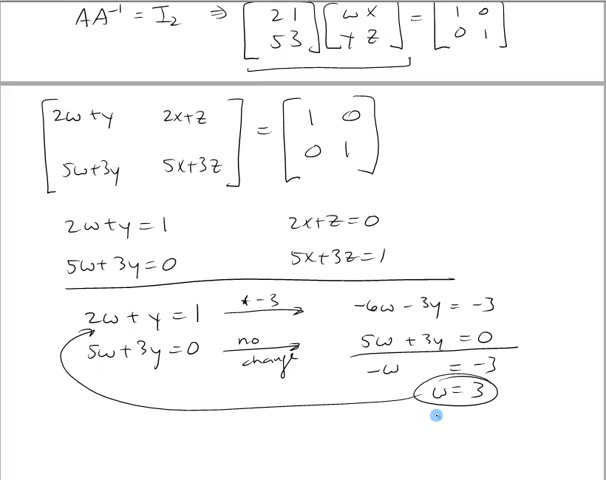 AA⁻¹ = I₂ ⇒ [2 1; 5 3] [w x; y z] = [1 0; 0 1]
[2w+y 2x+z; 5w+3y 5x+3z] = [1 0; 0 1]
2w+y=1 2x+z=0
5w+3y=0 5x+3z=1
2w+y=1 *-3 → -6w-3y=-3
5w+3y=0 no change → 5w+3y=0
-w =-3
w=3